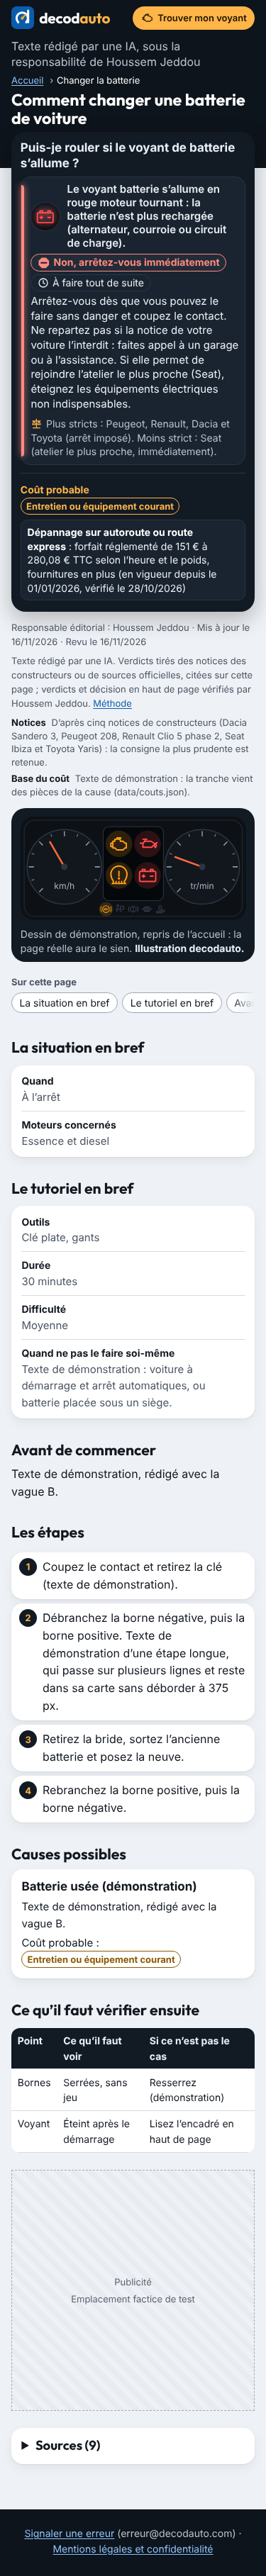 decodauto
Trouver mon voyant
Texte rédigé par une IA, sous la
responsabilité de Houssem Jeddou
Accueil › Changer la batterie
Comment changer une batterie
de voiture
Puis-je rouler si le voyant de batterie
s’allume ?
Le voyant batterie s’allume en
rouge moteur tournant : la
batterie n’est plus rechargée
(alternateur, courroie ou circuit
de charge).
Non, arrêtez-vous immédiatement
À faire tout de suite
Arrêtez-vous dès que vous pouvez le
faire sans danger et coupez le contact.
Ne repartez pas si la notice de votre
voiture l’interdit : faites appel à un garage
ou à l’assistance. Si elle permet de
rejoindre l’atelier le plus proche (Seat),
éteignez les équipements électriques
non indispensables.
Plus stricts : Peugeot, Renault, Dacia et
Toyota (arrêt imposé). Moins strict : Seat
(atelier le plus proche, immédiatement).
Coût probable
Entretien ou équipement courant
Dépannage sur autoroute ou route
express : forfait réglementé de 151 € à
280,08 € TTC selon l’heure et le poids,
fournitures en plus (en vigueur depuis le
01/01/2026, vérifié le 28/10/2026)
Responsable éditorial : Houssem Jeddou · Mis à jour le
16/11/2026 · Revu le 16/11/2026
Texte rédigé par une IA. Verdicts tirés des notices des
constructeurs ou de sources officielles, citées sur cette
page ; verdicts et décision en haut de page vérifiés par
Houssem Jeddou. Méthode
Notices D’après cinq notices de constructeurs (Dacia
Sandero 3, Peugeot 208, Renault Clio 5 phase 2, Seat
Ibiza et Toyota Yaris) : la consigne la plus prudente est
retenue.
Base du coût Texte de démonstration : la tranche vient
des pièces de la cause (data/couts.json).
km/h
tr/min
Dessin de démonstration, repris de l’accueil : la
page réelle aura le sien. Illustration decodauto.
Sur cette page
La situation en bref
Le tutoriel en bref
La situation en bref
Quand
À l’arrêt
Moteurs concernés
Essence et diesel
Le tutoriel en bref
Outils
Clé plate, gants
Durée
30 minutes
Difficulté
Moyenne
Quand ne pas le faire soi-même
Texte de démonstration : voiture à
démarrage et arrêt automatiques, ou
batterie placée sous un siège.
Avant de commencer
Texte de démonstration, rédigé avec la
vague B.
Les étapes
1 Coupez le contact et retirez la clé
(texte de démonstration).
2 Débranchez la borne négative, puis la
borne positive. Texte de
démonstration d’une étape longue,
qui passe sur plusieurs lignes et reste
dans sa carte sans déborder à 375
px.
3 Retirez la bride, sortez l’ancienne
batterie et posez la neuve.
4 Rebranchez la borne positive, puis la
borne négative.
Causes possibles
Batterie usée (démonstration)
Texte de démonstration, rédigé avec la
vague B.
Coût probable :
Entretien ou équipement courant
Ce qu’il faut vérifier ensuite
Point Ce qu’il faut voir Si ce n’est pas le cas
Bornes Serrées, sans jeu Resserrez (démonstration)
Voyant Éteint après le démarrage Lisez l’encadré en haut de page
Publicité
Emplacement factice de test
Sources (9)
Signaler une erreur (erreur@decodauto.com) ·
Mentions légales et confidentialité